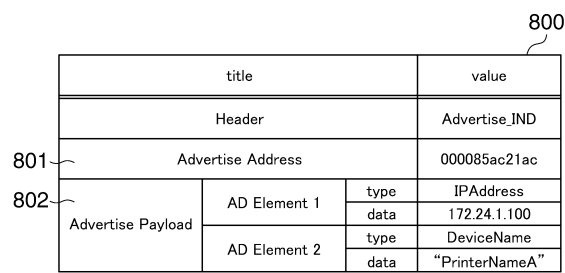 800
title value
Header Advertise_IND
801 Advertise Address 000085ac21ac
802 Advertise Payload AD Element 1 type IPAddress
data 172.24.1.100
AD Element 2 type DeviceName
data “PrinterNameA”